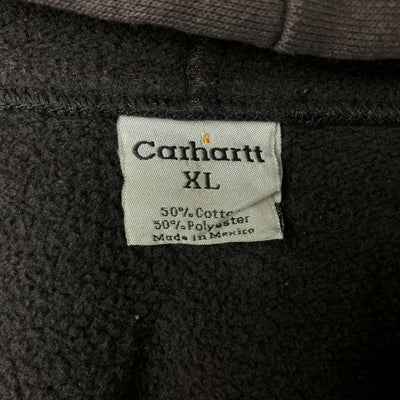 Carhartt
XL
50% Cotton
50% Polyester
Made in Mexico